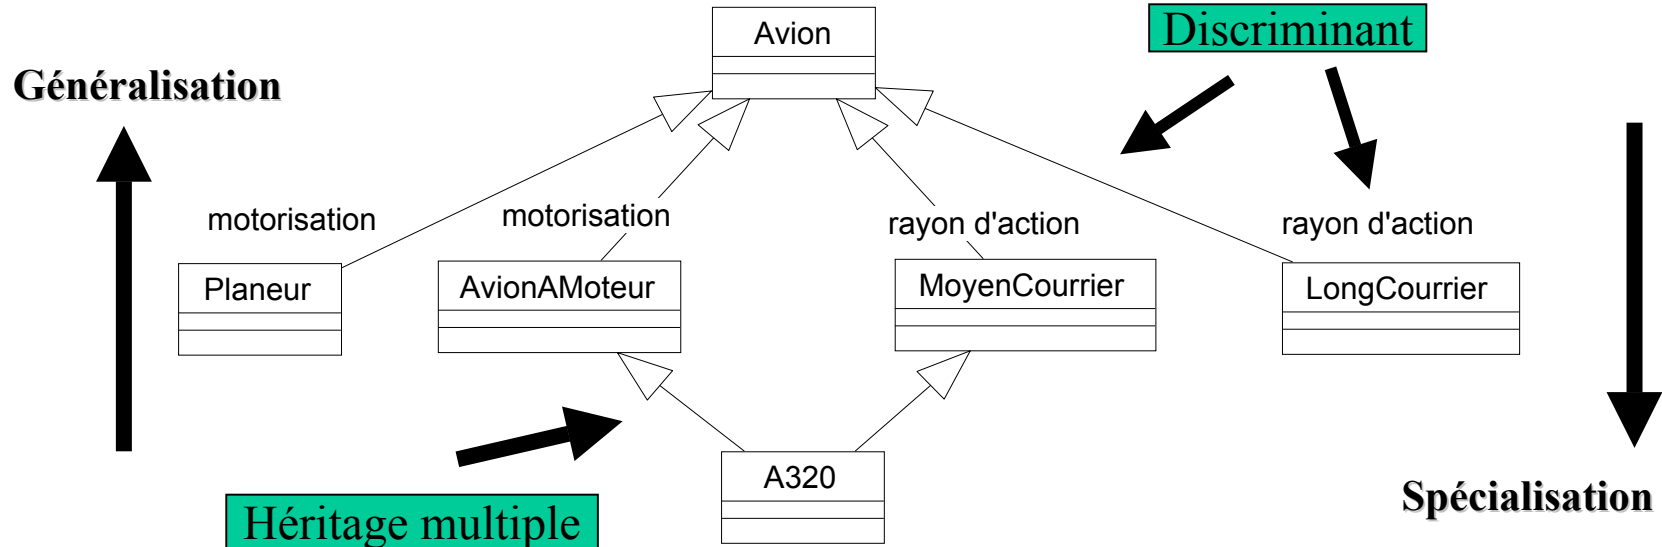 Avion
Discriminant
Généralisation
motorisation
motorisation
rayon d'action
rayon d'action
Planeur
AvionAMoteur
MoyenCourrier
LongCourrier
A320
Héritage multiple
Spécialisation